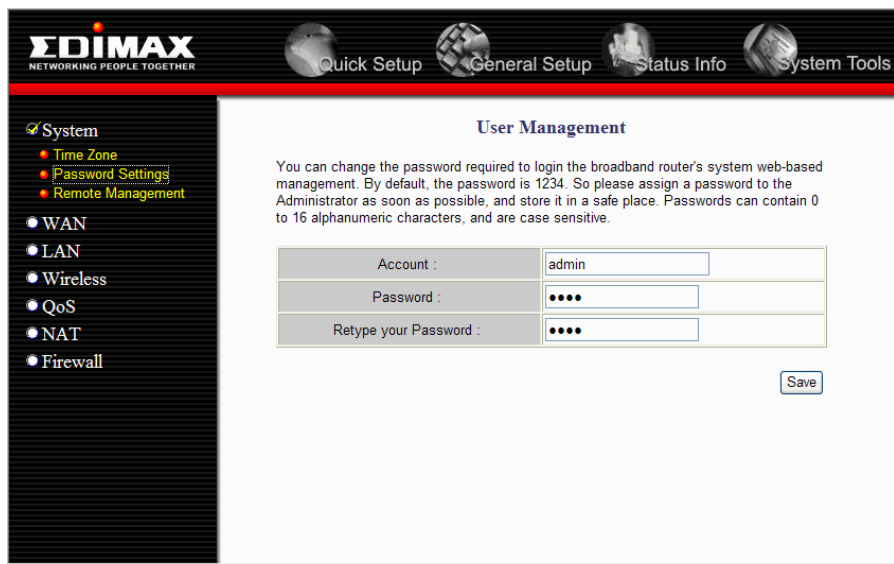 EDIMAX
NETWORKING PEOPLE TOGETHER
Quick Setup
General Setup
Status Info
System Tools
System
Time Zone
Password Settings
Remote Management
WAN
LAN
Wireless
QoS
NAT
Firewall
User Management
You can change the password required to login the broadband router's system web-based
management. By default, the password is 1234. So please assign a password to the
Administrator as soon as possible, and store it in a safe place. Passwords can contain 0
to 16 alphanumeric characters, and are case sensitive.
Account : admin
Password : ••••
Retype your Password : ••••
Save